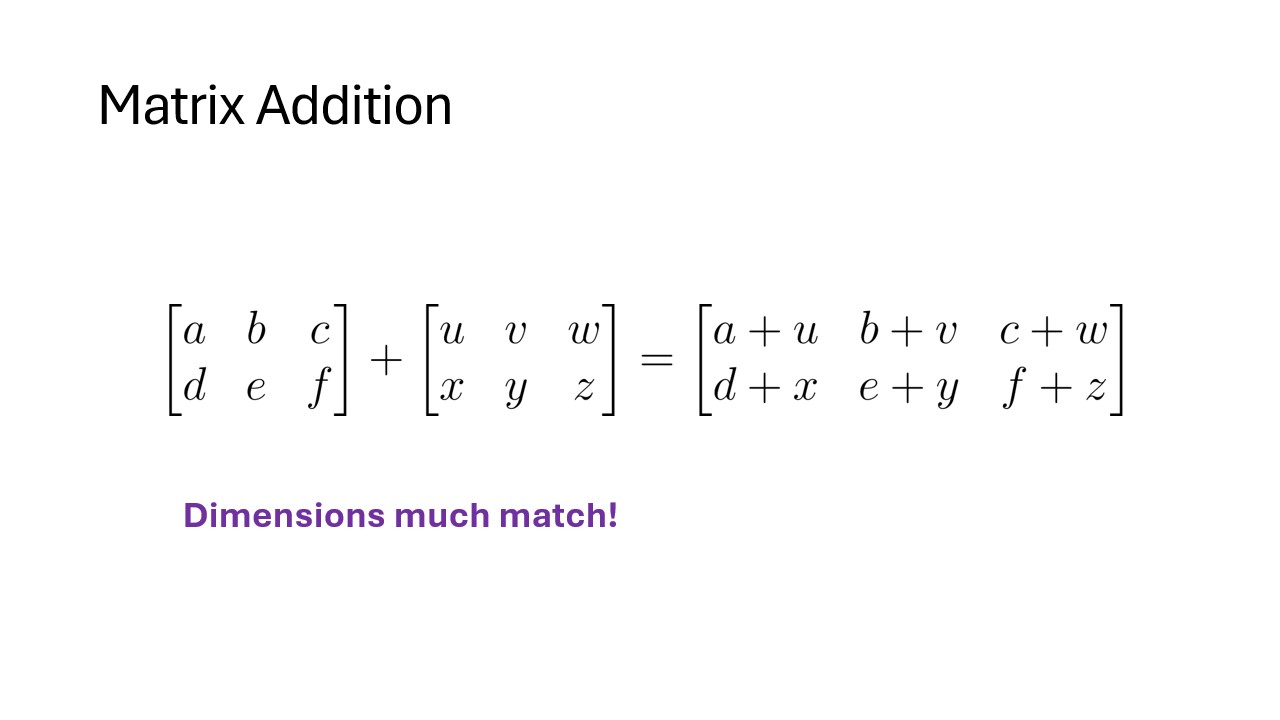 Matrix Addition
\begin{bmatrix} a & b & c \\ d & e & f \end{bmatrix} + \begin{bmatrix} u & v & w \\ x & y & z \end{bmatrix} = \begin{bmatrix} a+u & b+v & c+w \\ d+x & e+y & f+z \end{bmatrix}
Dimensions much match!